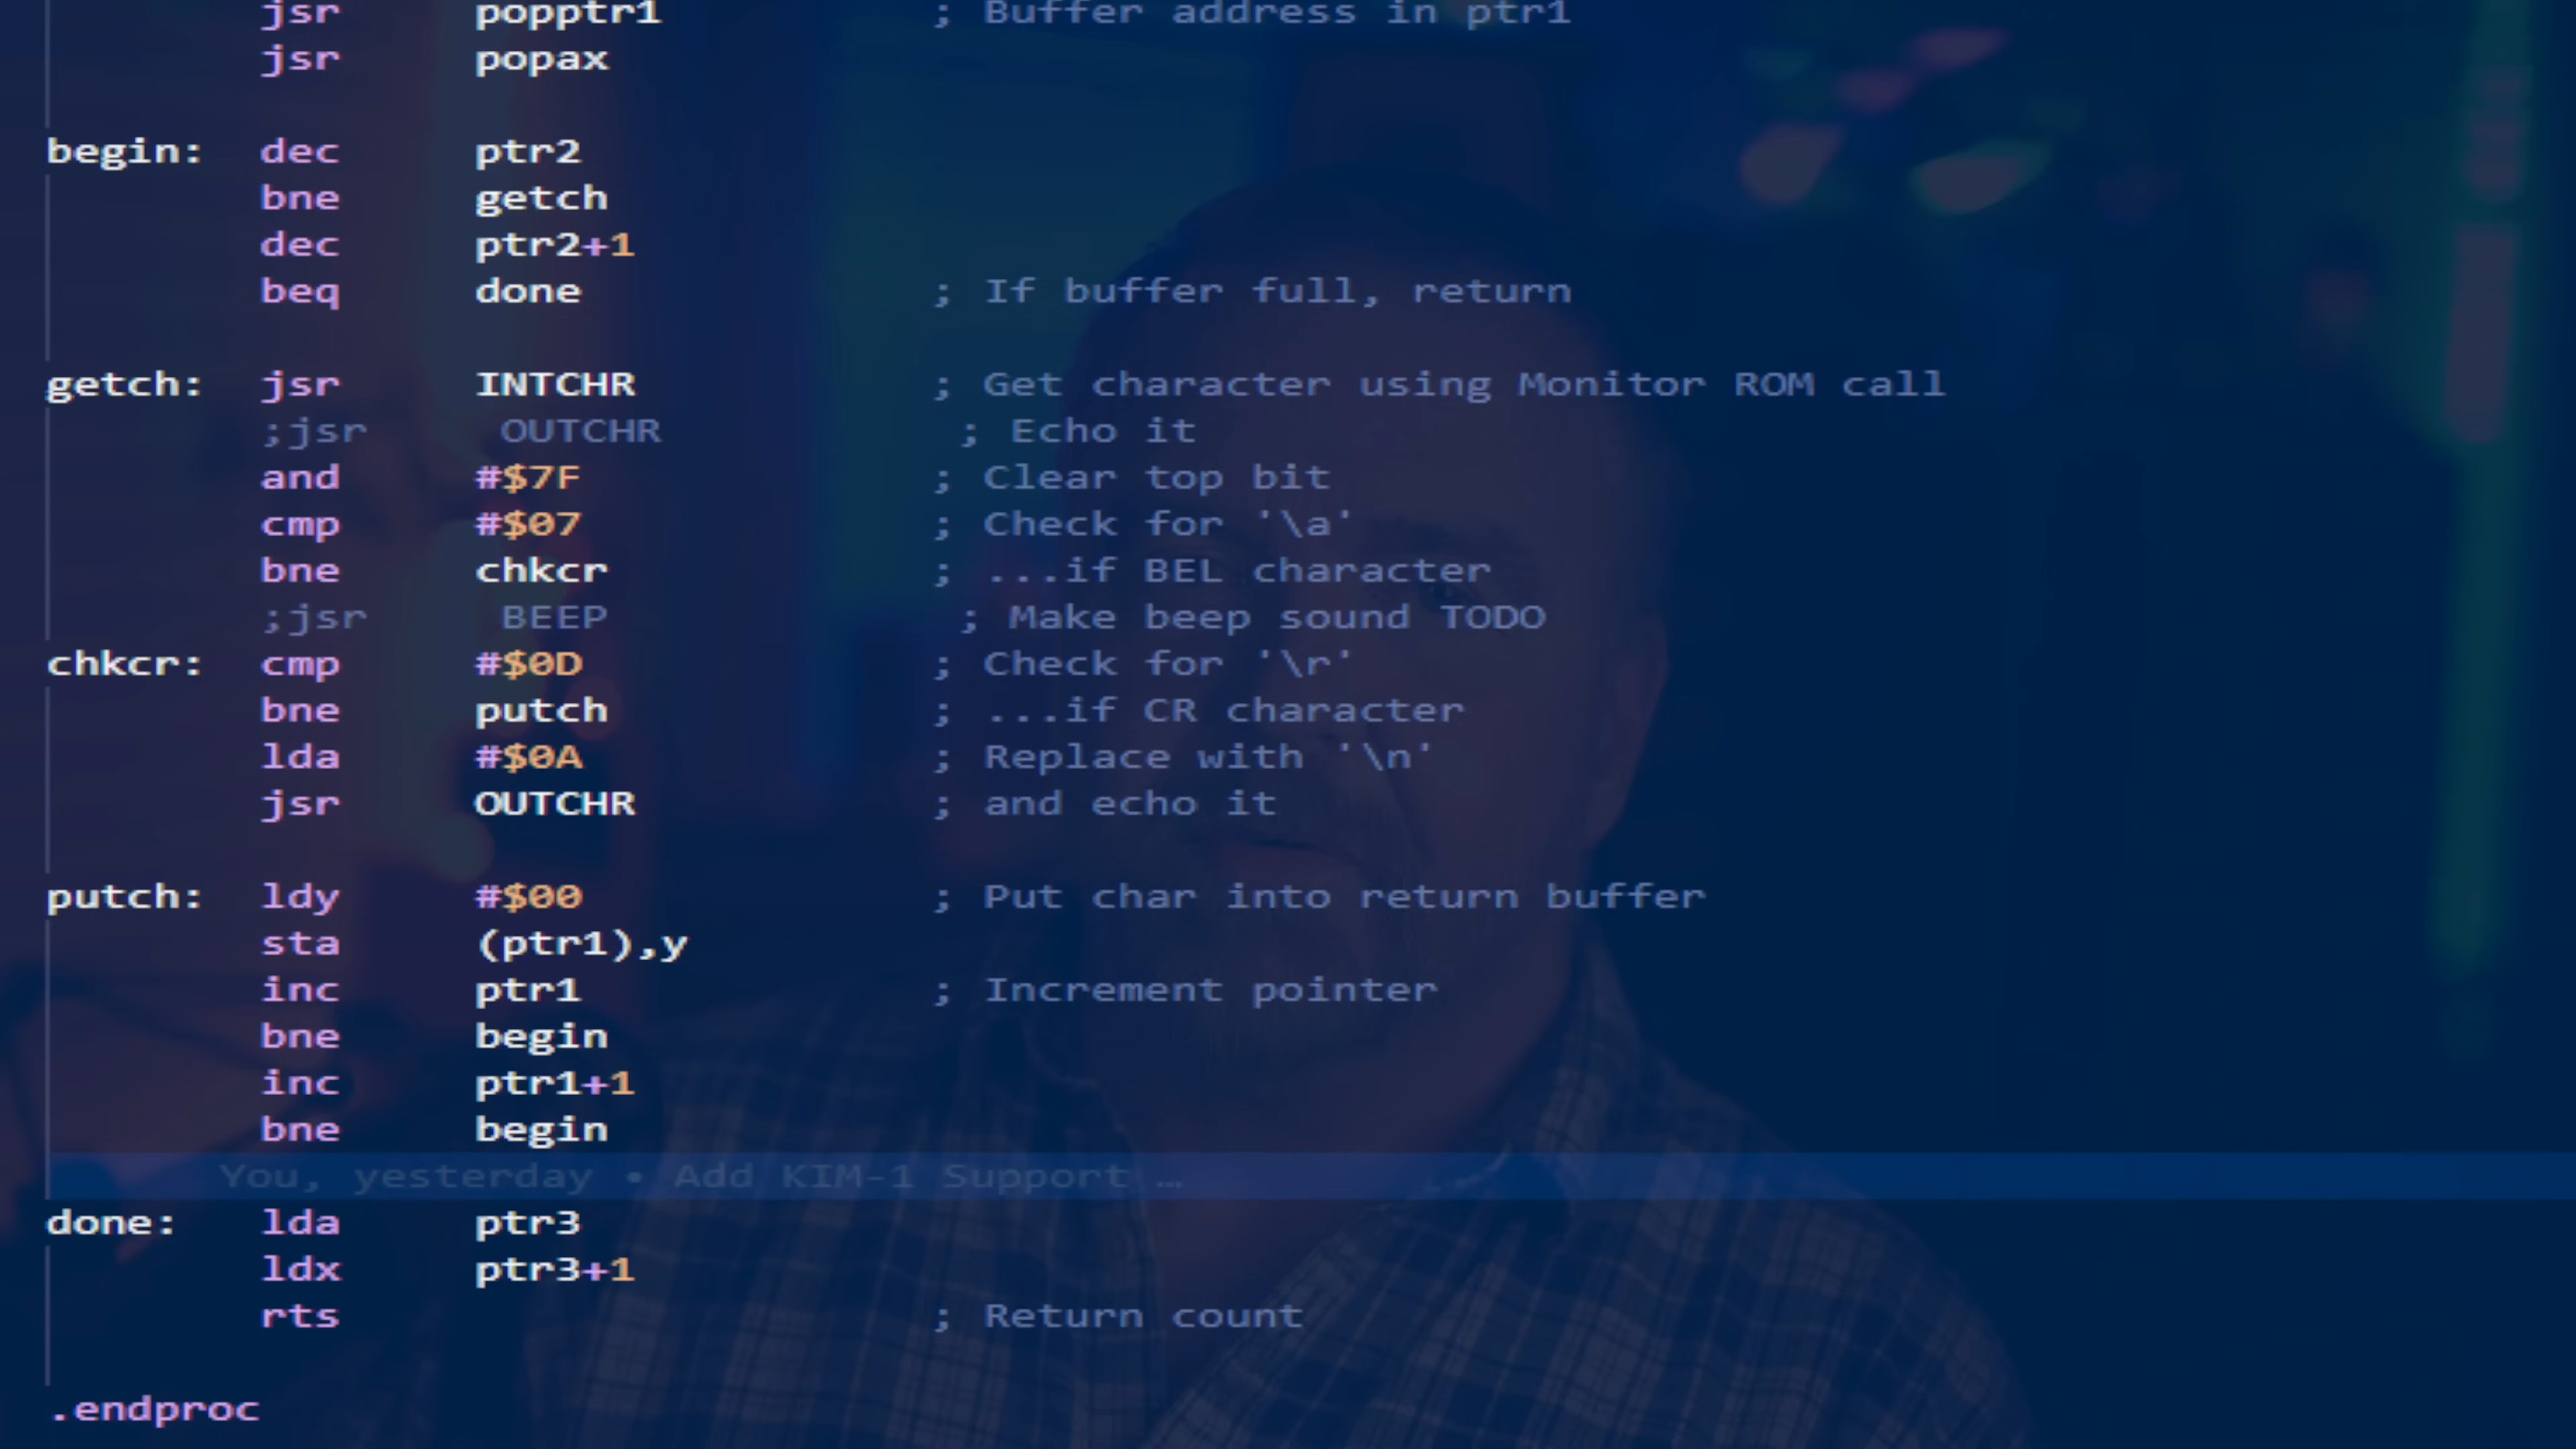 jsr popptr1 ; Buffer address in ptr1
jsr popax
begin: dec ptr2
bne getch
dec ptr2+1
beq done ; If buffer full, return
getch: jsr INTCHR ; Get character using Monitor ROM call
;jsr OUTCHR ; Echo it
and #$7F ; Clear top bit
cmp #$07 ; Check for '\a'
bne chkcr ; ...if BEL character
;jsr BEEP ; Make beep sound TODO
chkcr: cmp #$0D ; Check for '\r'
bne putch ; ...if CR character
lda #$0A ; Replace with '\n'
jsr OUTCHR ; and echo it
putch: ldy #$00 ; Put char into return buffer
sta (ptr1),y
inc ptr1 ; Increment pointer
bne begin
inc ptr1+1
bne begin
You, yesterday • Add KIM-1 Support …
done: lda ptr3
ldx ptr3+1
rts ; Return count
.endproc